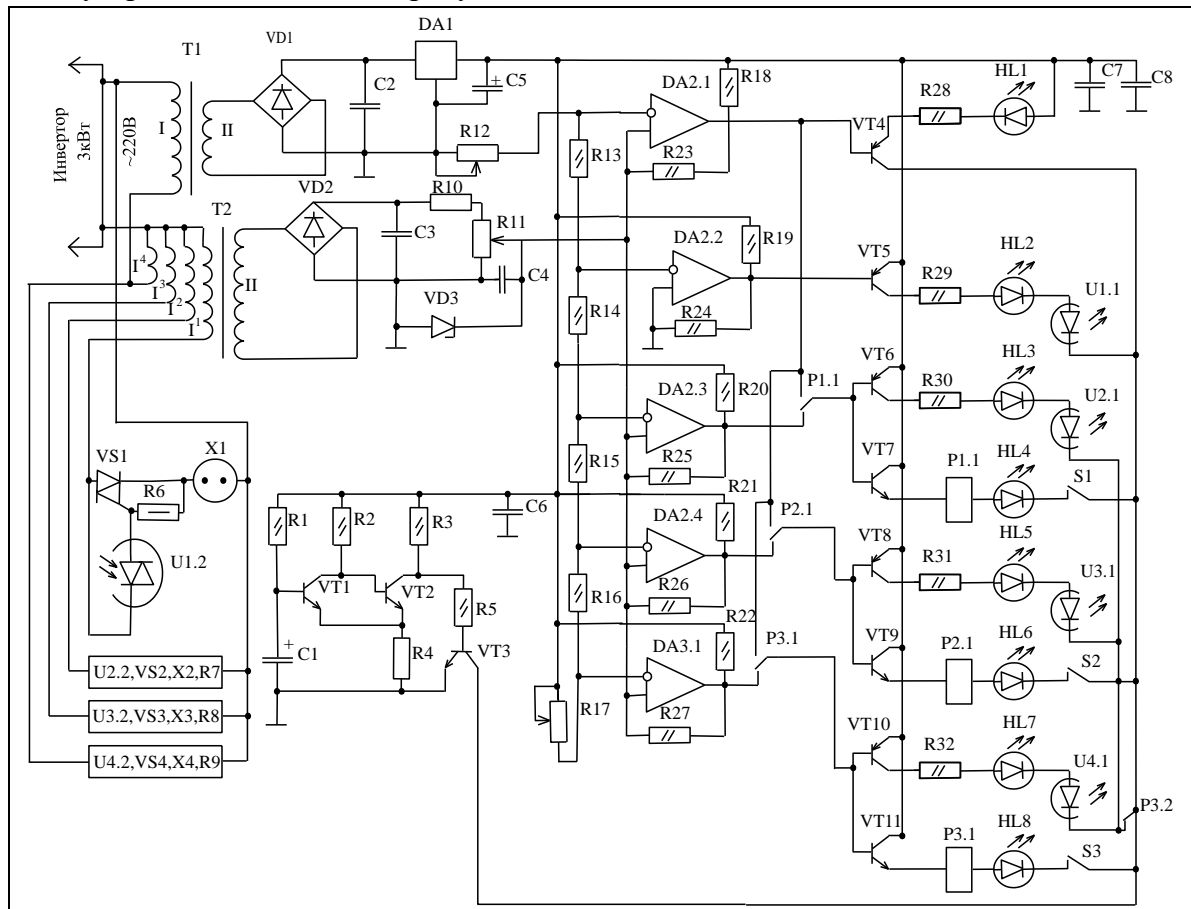 DA1
T1
VD1
C2
+
C5
R18
DA2.1
HL1
C7
C8
R28
VT4
Инвертор
3кВт
~220В
I
II
R12
R13
R23
T2
VD2
R10
R11
C3
C4
VD3
I⁴
I³
I²
I¹
II
DA2.2
R19
R14
R24
VT5
HL2
R29
U1.1
DA2.3
R20
P1.1
VT6
HL3
R30
U2.1
R15
R25
VT7
P1.1
HL4
S1
VS1
X1
R6
U1.2
R1
R2
R3
C6
R21
DA2.4
P2.1
VT8
HL5
R31
U3.1
VT1
VT2
R5
R16
R26
R22
C1
+
R4
VT3
VT9
P2.1
HL6
S2
DA3.1
P3.1
R17
R27
VT10
HL7
R32
U4.1
P3.2
U2.2,VS2,X2,R7
U3.2,VS3,X3,R8
U4.2,VS4,X4,R9
VT11
P3.1
HL8
S3